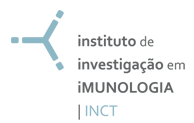 instituto de
investigação em
iMUNOLOGIA
| INCT